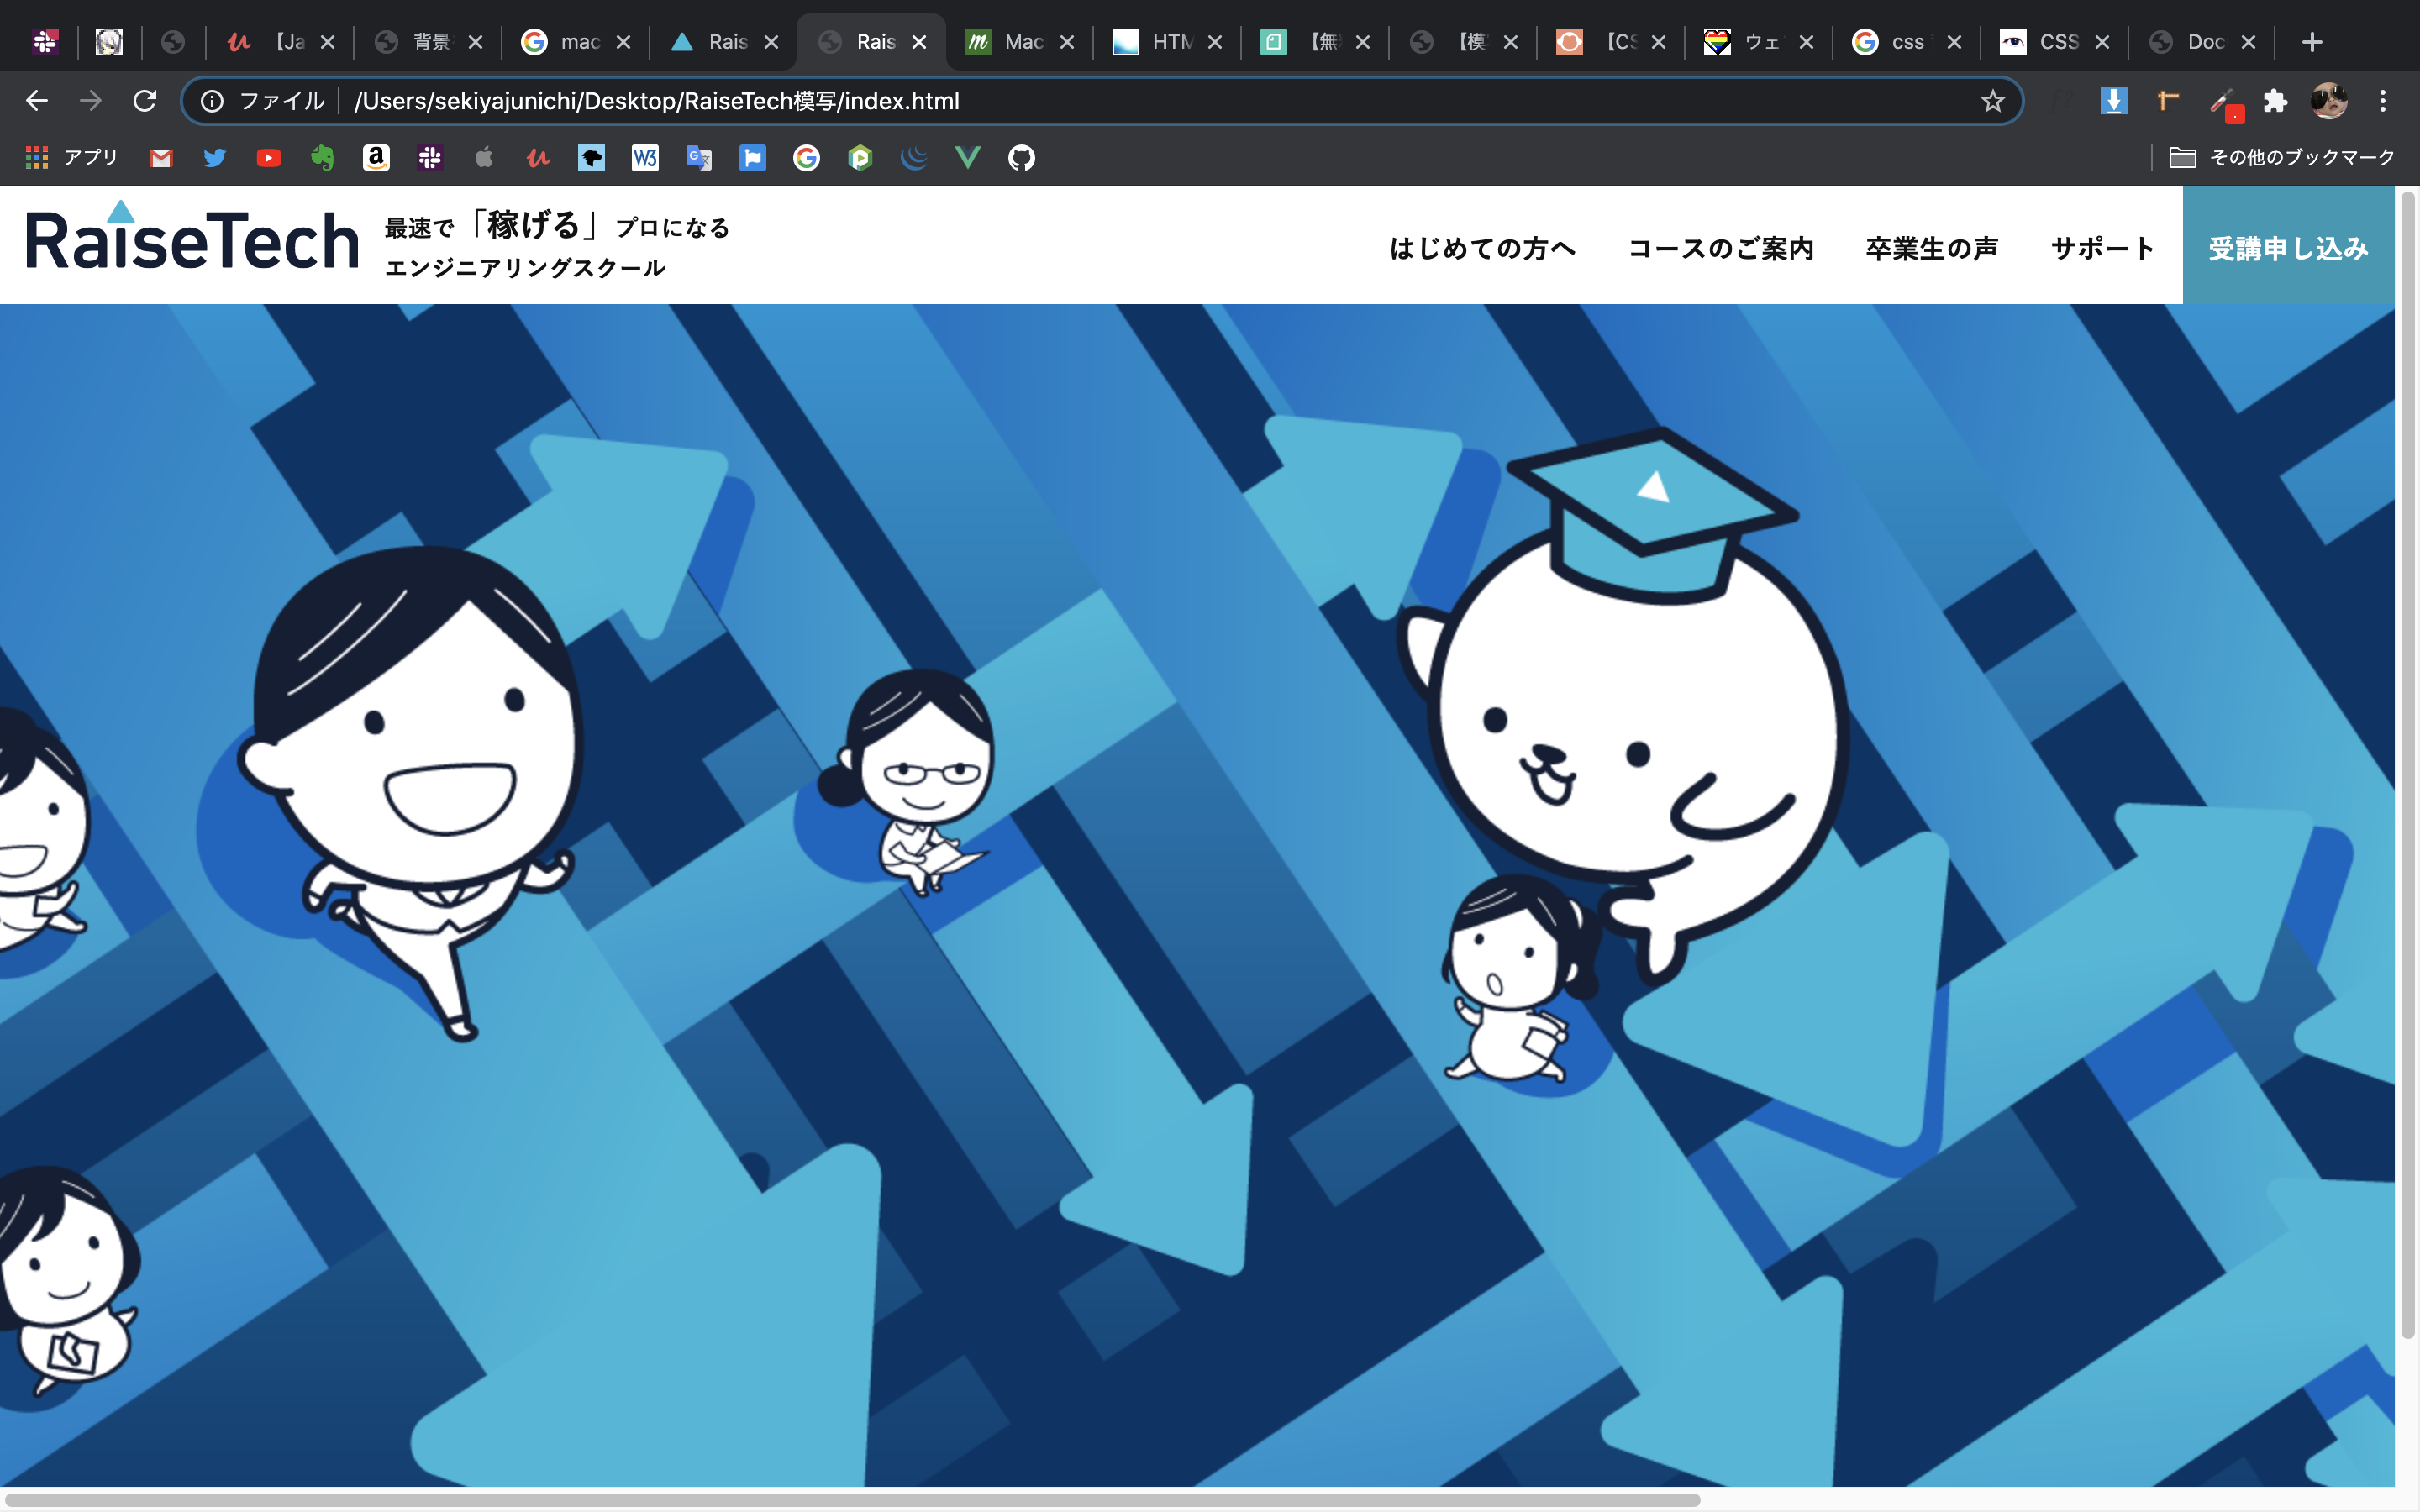 【Ja
背景
mac
Rais
Rais
Mac
HTM
【無
【模
【CS
ウェ
css
CSS
Doc
ファイル
/Users/sekiyajunichi/Desktop/RaiseTech模写/index.html
アプリ
W3
その他のブックマーク
RaiseTech
最速で「稼げる」プロになる
エンジニアリングスクール
はじめての方へ
コースのご案内
卒業生の声
サポート
受講申し込み